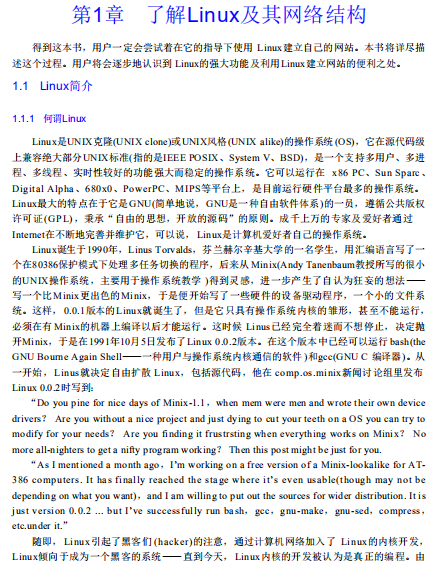 第1章 了解Linux及其网络结构
得到这本书，用户一定会尝试着在它的指导下使用 Linux建立自己的网站。本书将详尽描
述这个过程。用户将会逐步地认识到 Linux的强大功能及利用Linux建立网站的便利之处。
1.1 Linux简介
1.1.1 何谓Linux
Linux是UNIX克隆(UNIX clone)或UNIX风格(UNIX alike)的操作系统(OS)，它在源代码级
上兼容绝大部分UNIX标准(指的是IEEE POSIX、System V、BSD)，是一个支持多用户、多进
程、多线程、实时性较好的功能强大而稳定的操作系统。它可以运行在 x86 PC、Sun Sparc、
Digital Alpha、680x0、PowerPC、MIPS等平台上，是目前运行硬件平台最多的操作系统。
Linux最大的特点在于它是GNU(简单地说，GNU是一种自由软件体系)的一员，遵循公共版权
许可证(GPL)，秉承“自由的思想，开放的源码”的原则。成千上万的专家及爱好者通过
Internet在不断地完善并维护它，可以说，Linux是计算机爱好者自己的操作系统。
Linux诞生于1990年，Linus Torvalds，芬兰赫尔辛基大学的一名学生，用汇编语言写了一
个在80386保护模式下处理多任务切换的程序，后来从Minix(Andy Tanenbaum教授所写的很小
的UNIX操作系统，主要用于操作系统教学 )得到灵感，进一步产生了自认为狂妄的想法 ——
写一个比Minix更出色的Minix，于是便开始写了一些硬件的设备驱动程序，一个小的文件系
统。这样，0.0.1版本的Linux就诞生了，但是它只具有操作系统内核的雏形，甚至不能运行，
必须在有Minix的机器上编译以后才能运行。这时候 Linus已经完全着迷而不想停止，决定抛
开Minix，于是在1991年10月5日发布了Linux 0.0.2版本。在这个版本中已经可以运行 bash(the
GNU Bourne Again Shell——一种用户与操作系统内核通信的软件 )和gcc(GNU C 编译器)。从
一开始，Linus就决定自由扩散 Linux，包括源代码，他在 comp.os.minix新闻讨论组里发布
Linux 0.0.2时写到:
“Do you pine for nice days of Minix-1.1，when mem were men and wrote their own device
drivers？ Are you without a nice project and just dying to cut your teeth on a OS you can try to
modify for your needs？ Are you finding it frustrsting when everything works on Minix？ No
more all-nighters to get a nifty program working？ Then this post might be just for you.
“As I mentioned a month ago，I’m working on a free version of a Minix-lookalike for AT-
386 computers. It has finally reached the stage where it’s even usable(though may not be
depending on what you want)，and I am willing to put out the sources for wider distribution. It is
just version 0.0.2 ... but I’ve successfully run bash，gcc，gnu-make，gnu-sed，compress，
etc.under it.”
随即，Linux引起了黑客们 (hacker)的注意，通过计算机网络加入了 Linux的内核开发，
Linux倾向于成为一个黑客的系统 —— 直到今天，Linux内核的开发被认为是真正的编程。由